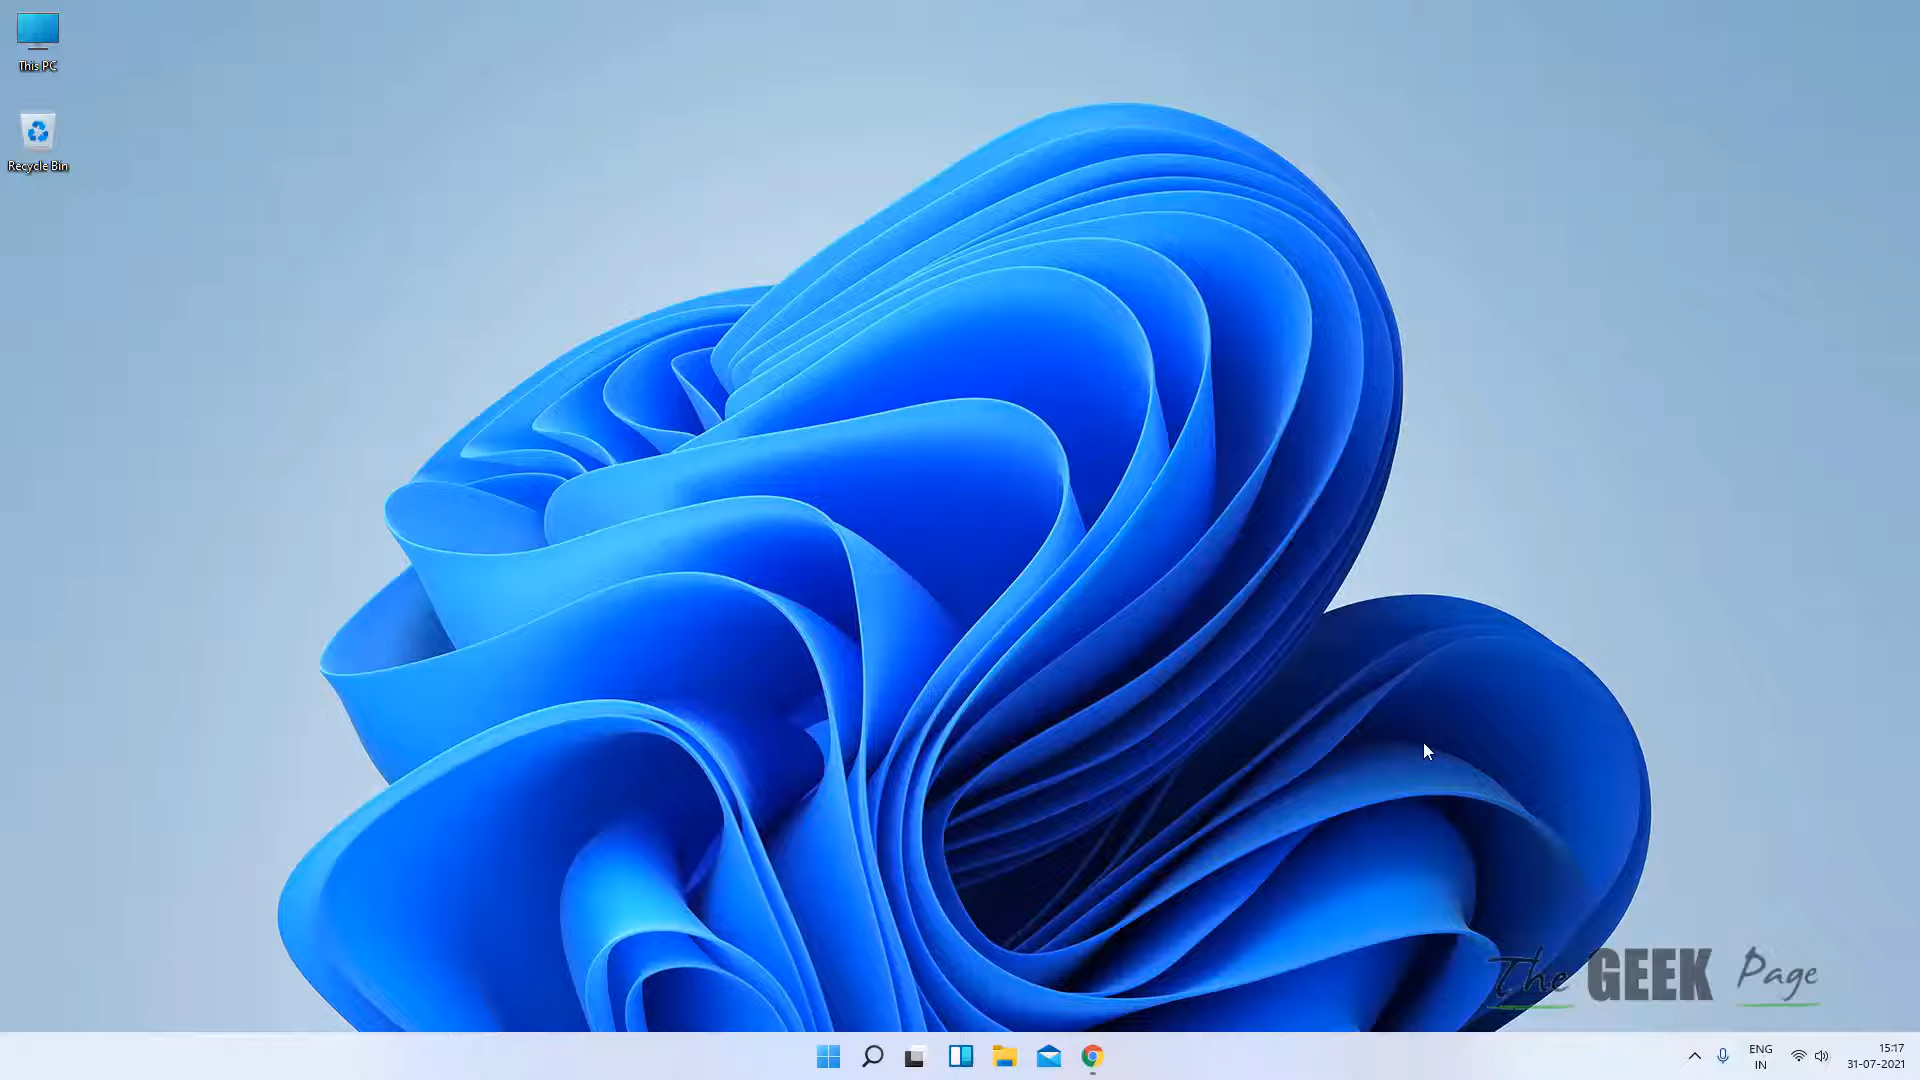 This PC
Recycle Bin
The GEEK Page
ENG
IN
15:17
31-07-2021